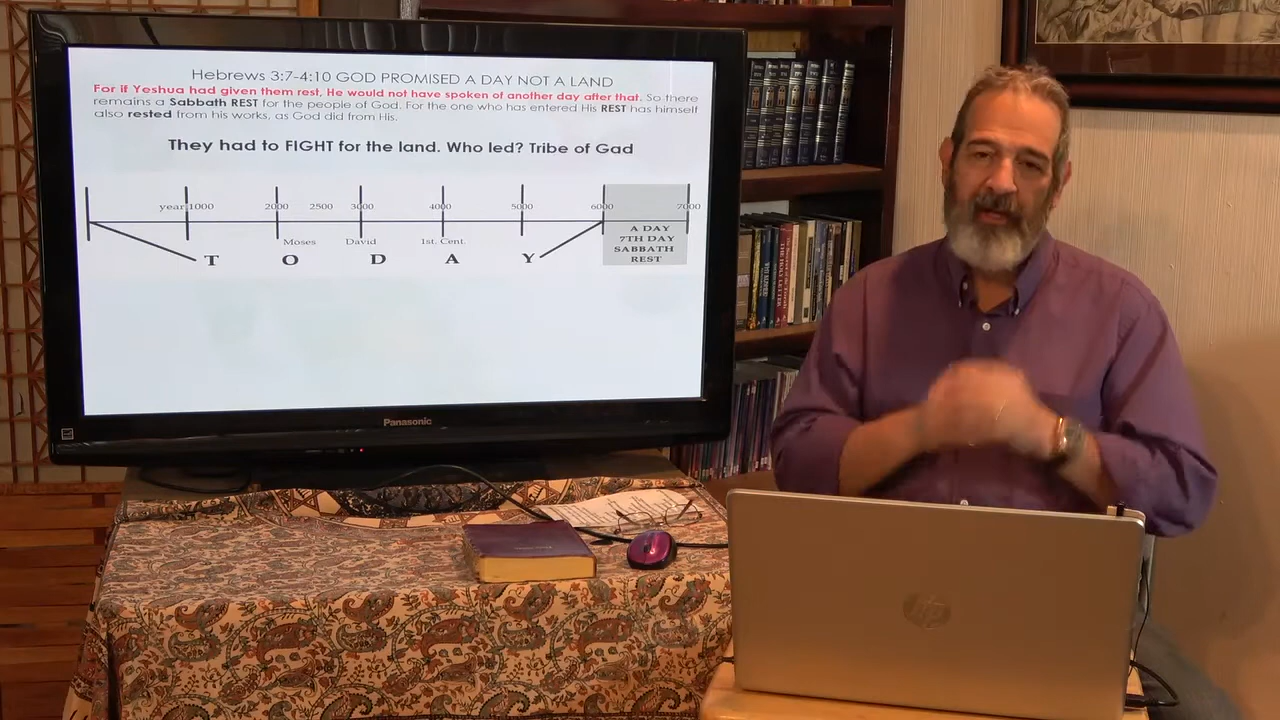 Hebrews 3:7-4:10 GOD PROMISED A DAY NOT A LAND
For if Yeshua had given them rest, He would not have spoken of another day after that. So there
remains a Sabbath REST for the people of God. For the one who has entered His REST has himself
also rested from his works, as God did from His.
They had to FIGHT for the land. Who led? Tribe of Gad
year 1000 2000 2500 3000 4000 5000 6000 7000
Moses David 1st. Cent.
T O D A Y
A DAY
7TH DAY
SABBATH
REST
Panasonic
hp